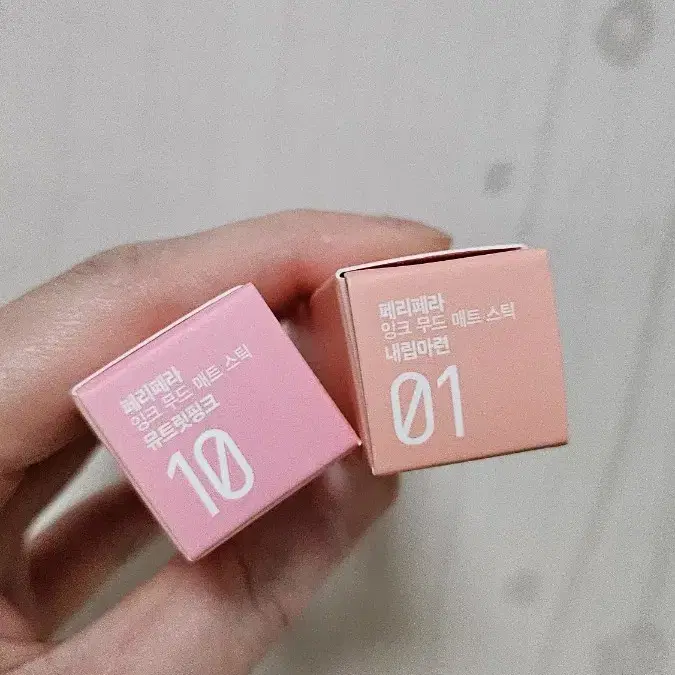 페리페라
잉크 무드 매트 스틱
뮤트릿핑크
10
페리페라
잉크 무드 매트 스틱
내립마련
01